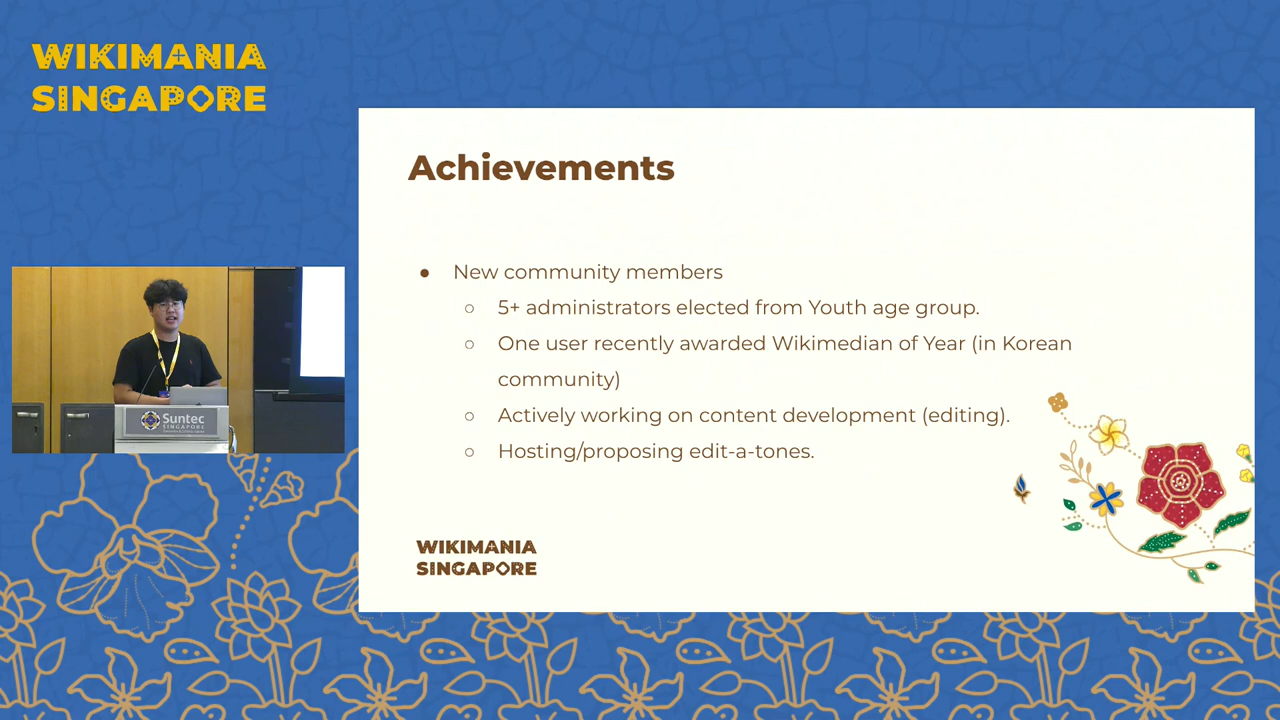 WIKIMANIA
SINGAPORE
Achievements
● New community members
○ 5+ administrators elected from Youth age group.
○ One user recently awarded Wikimedian of Year (in Korean
community)
○ Actively working on content development (editing).
○ Hosting/proposing edit-a-tones.
Suntec
SINGAPORE
WIKIMANIA
SINGAPORE